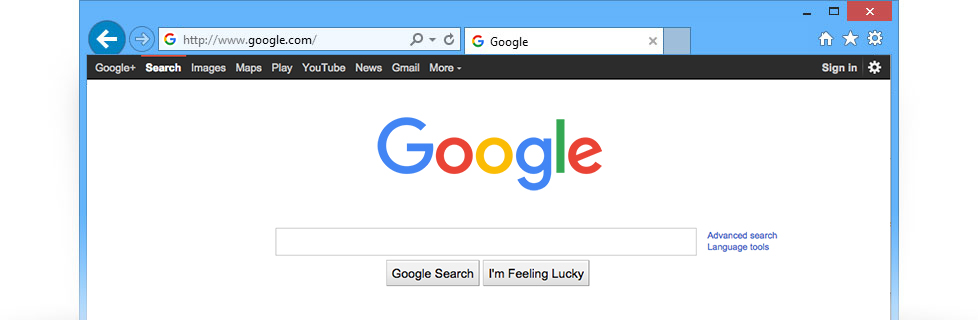 http://www.google.com/ Google
Google+ Search Images Maps Play YouTube News Gmail More Sign in
Google
Advanced search
Language tools
Google Search I'm Feeling Lucky